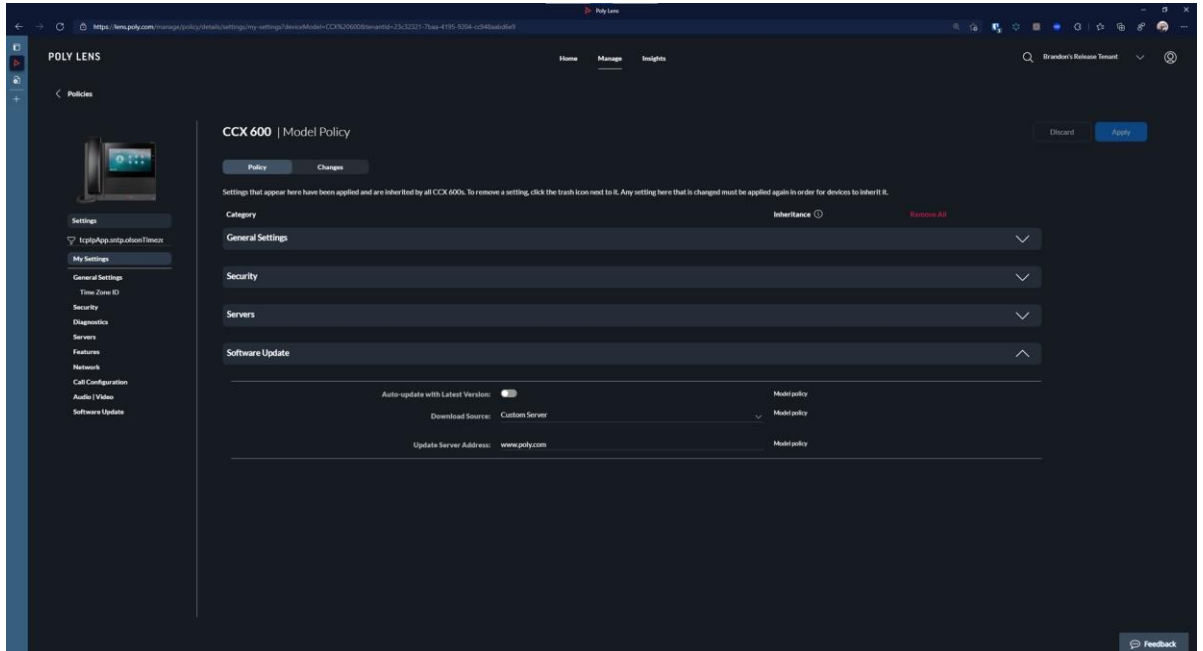 Poly Lens
https://lens.poly.com/manage/policy/details/settings/my-settings?deviceModel=CCX%20600&tenantId=
POLY LENS
Home Manage Insights
Brandon's Release Tenant
Policies
CCX 600 | Model Policy
Discard Apply
Policy Changes
Settings that appear here have been applied and are inherited by all CCX 600s. To remove a setting, click the trash icon next to it. Any setting here that is changed must be applied again in order for devices to inherit it.
Settings
tcpIpApp.sntp.olsonTimez
My Settings
General Settings
Time Zone ID
Security
Diagnostics
Servers
Features
Network
Call Configuration
Audio | Video
Software Update
Category Inheritance Remove All
General Settings
Security
Servers
Software Update
Auto-update with Latest Version: Model policy
Download Source: Custom Server Model policy
Update Server Address: www.poly.com Model policy
Feedback